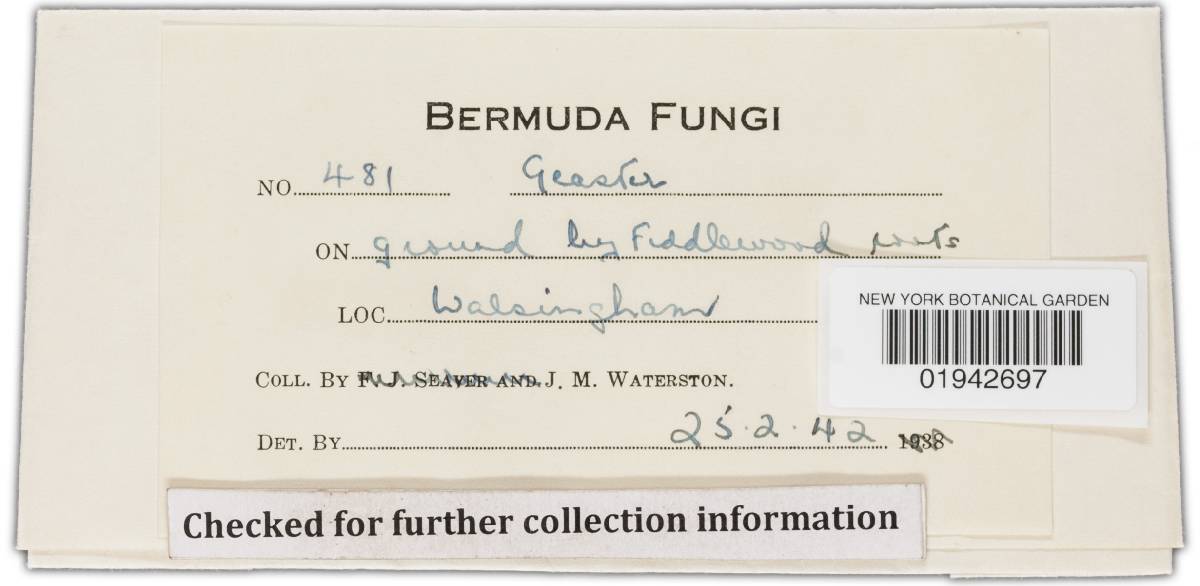 BERMUDA FUNGI
NO. 481 Geaster
ON ground by Fiddlewood roots
LOC Walsingham
NEW YORK BOTANICAL GARDEN
01942697
COLL. BY F. J. SEAVER AND J. M. WATERSTON.
DET. BY 25.2.42 1938
Checked for further collection information